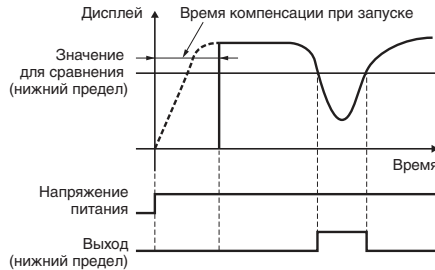 Дисплей
Время компенсации при запуске
Значение
для сравнения
(нижний предел)
Время
Напряжение
питания
Выход
(нижний предел)